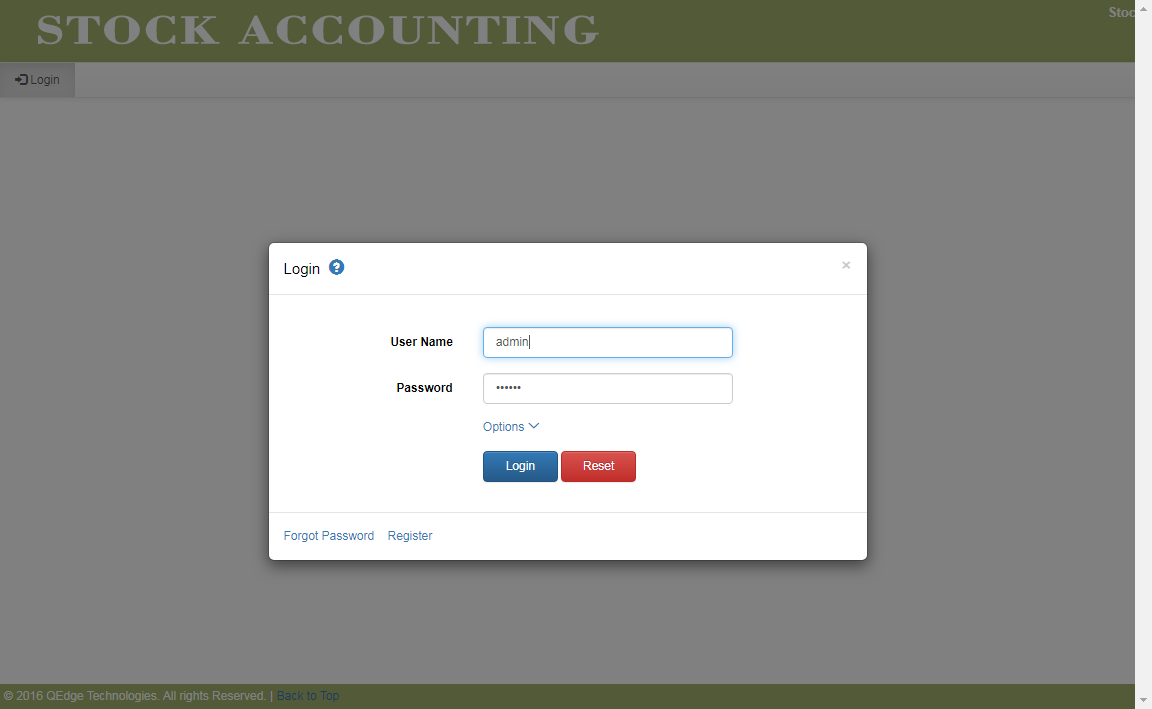 STOCK ACCOUNTING
Login
Login ?
×
User Name admin
Password ••••••
Options
Login Reset
Forgot Password Register
© 2016 QEdge Technologies. All rights Reserved. | Back to Top